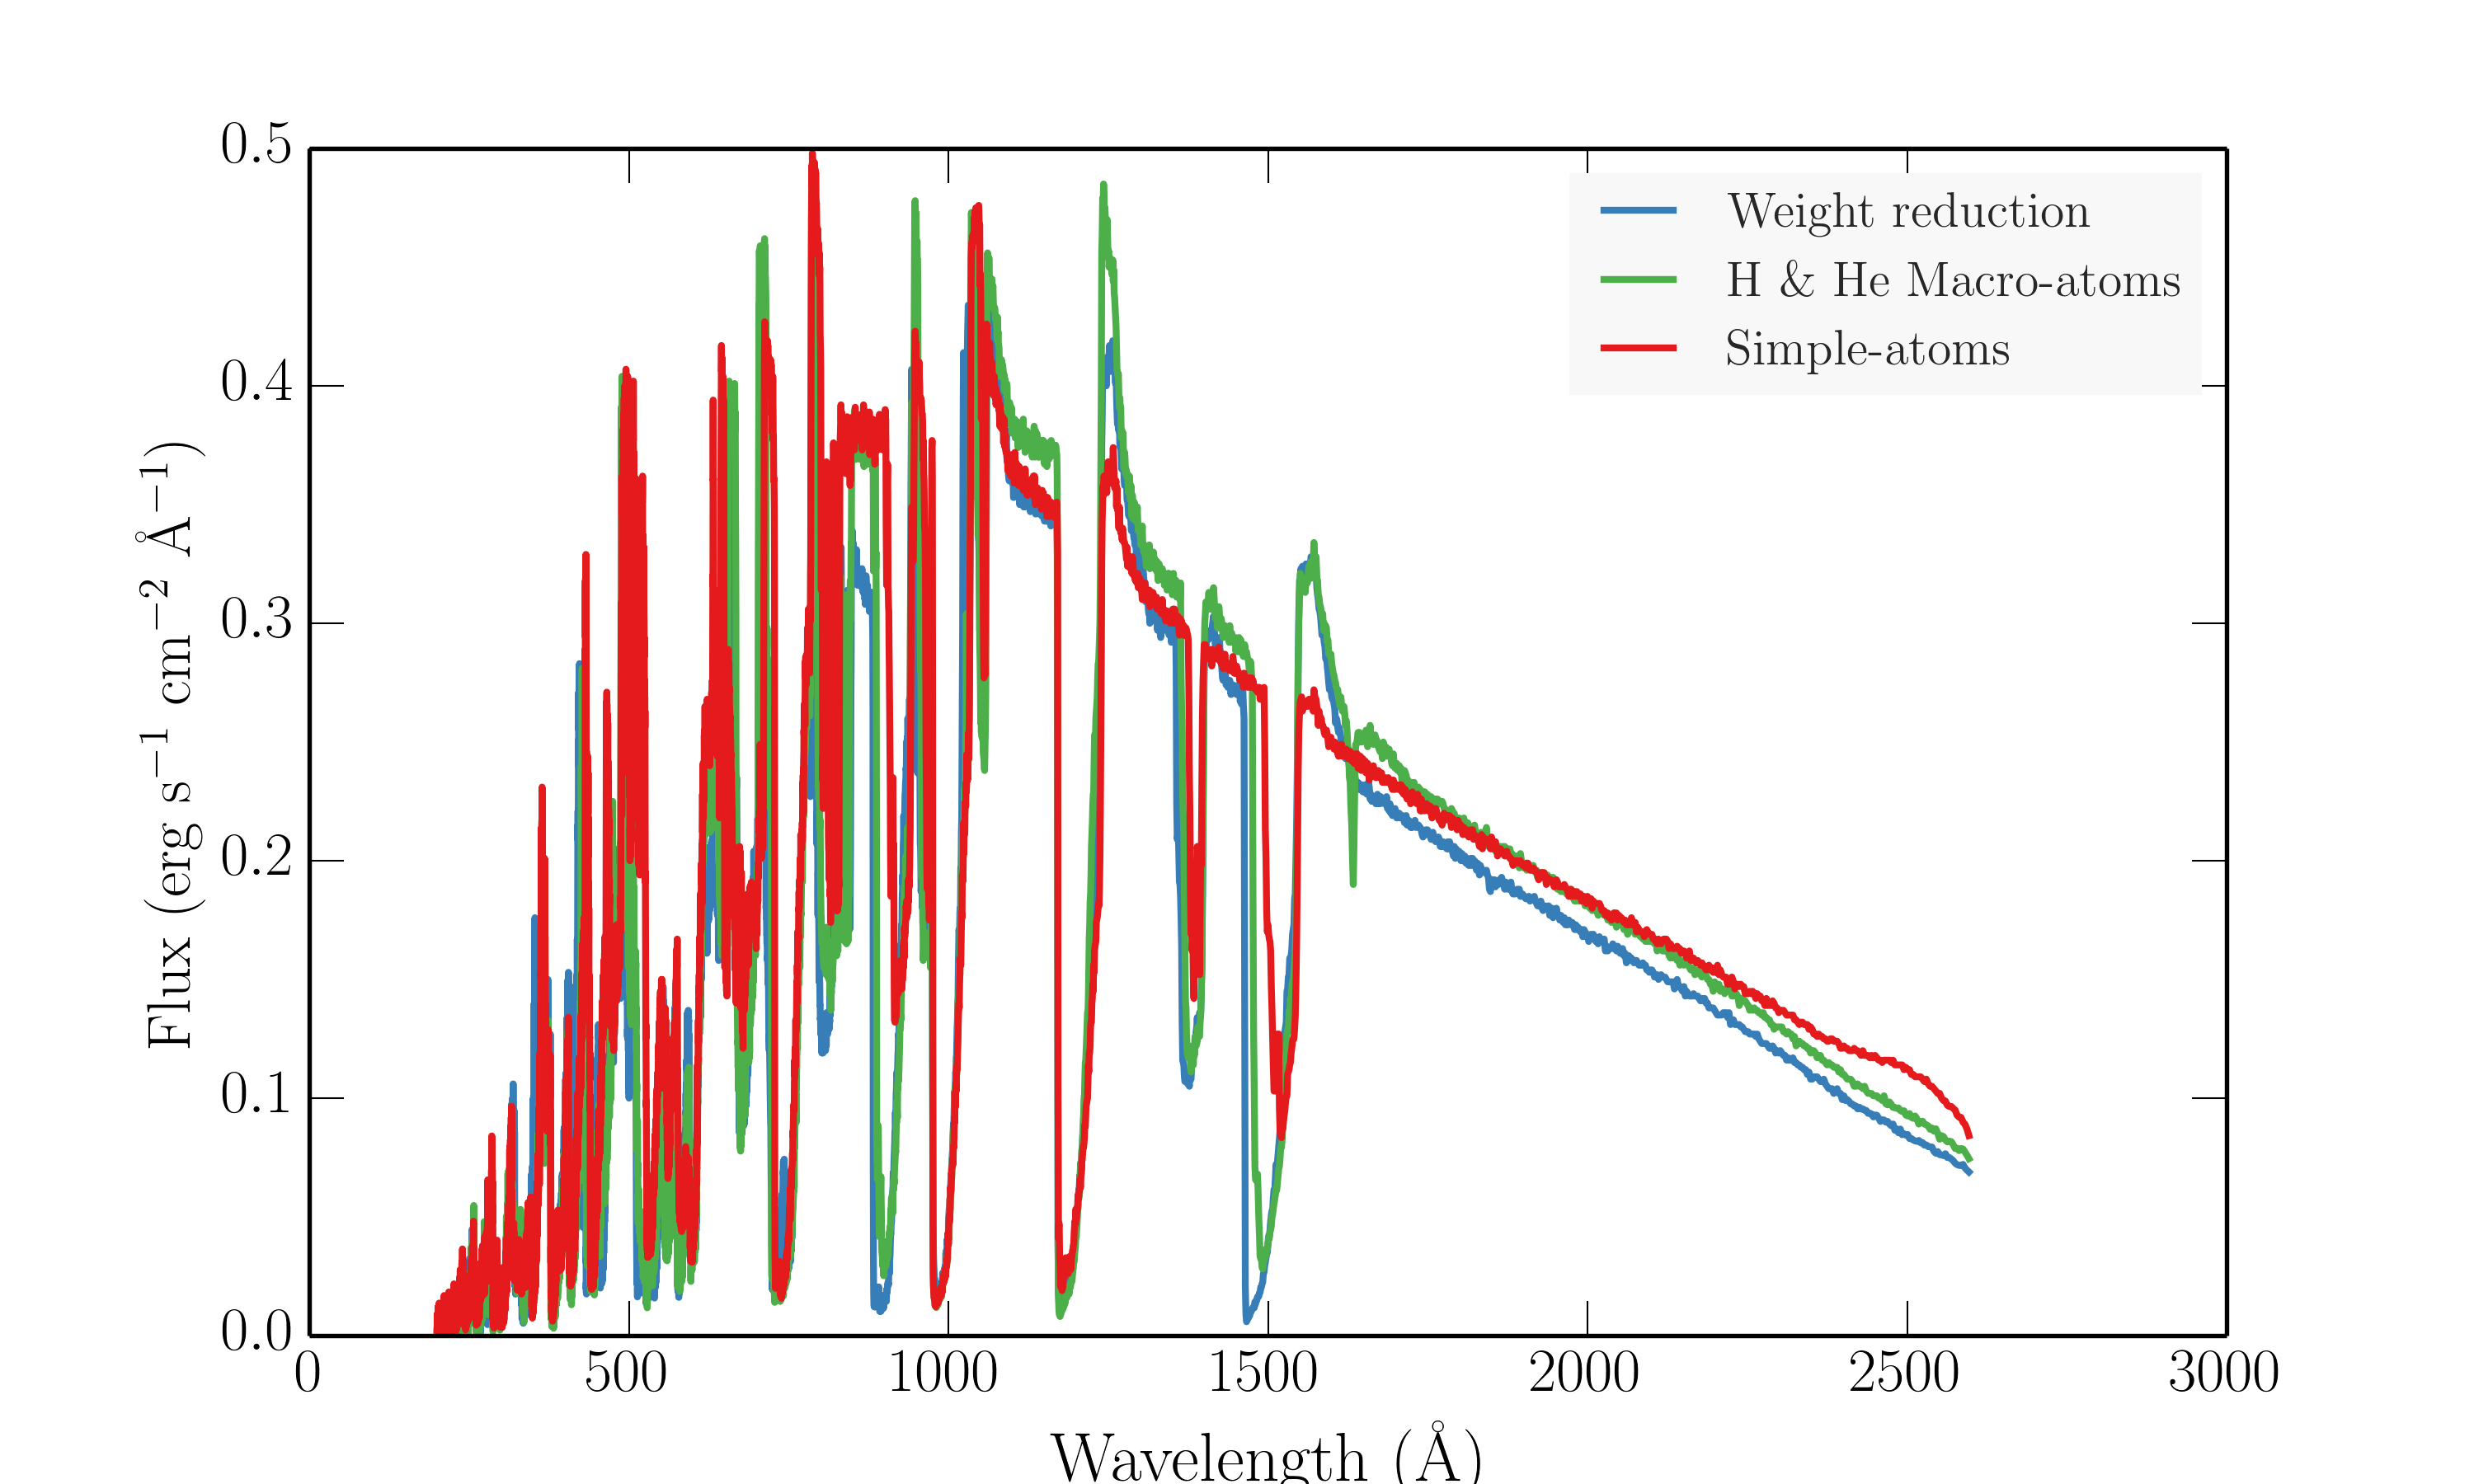 0.5
0.4
0.3
0.2
0.1
0.0
Flux (erg s−1 cm−2 Å−1)
Weight reduction
H & He Macro-atoms
Simple-atoms
0 500 1000 1500 2000 2500 3000
Wavelength (Å)